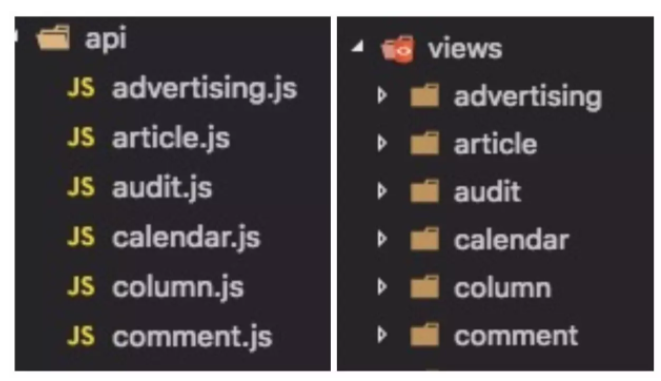 api
JS advertising.js
JS article.js
JS audit.js
JS calendar.js
JS column.js
JS comment.js
views
advertising
article
audit
calendar
column
comment